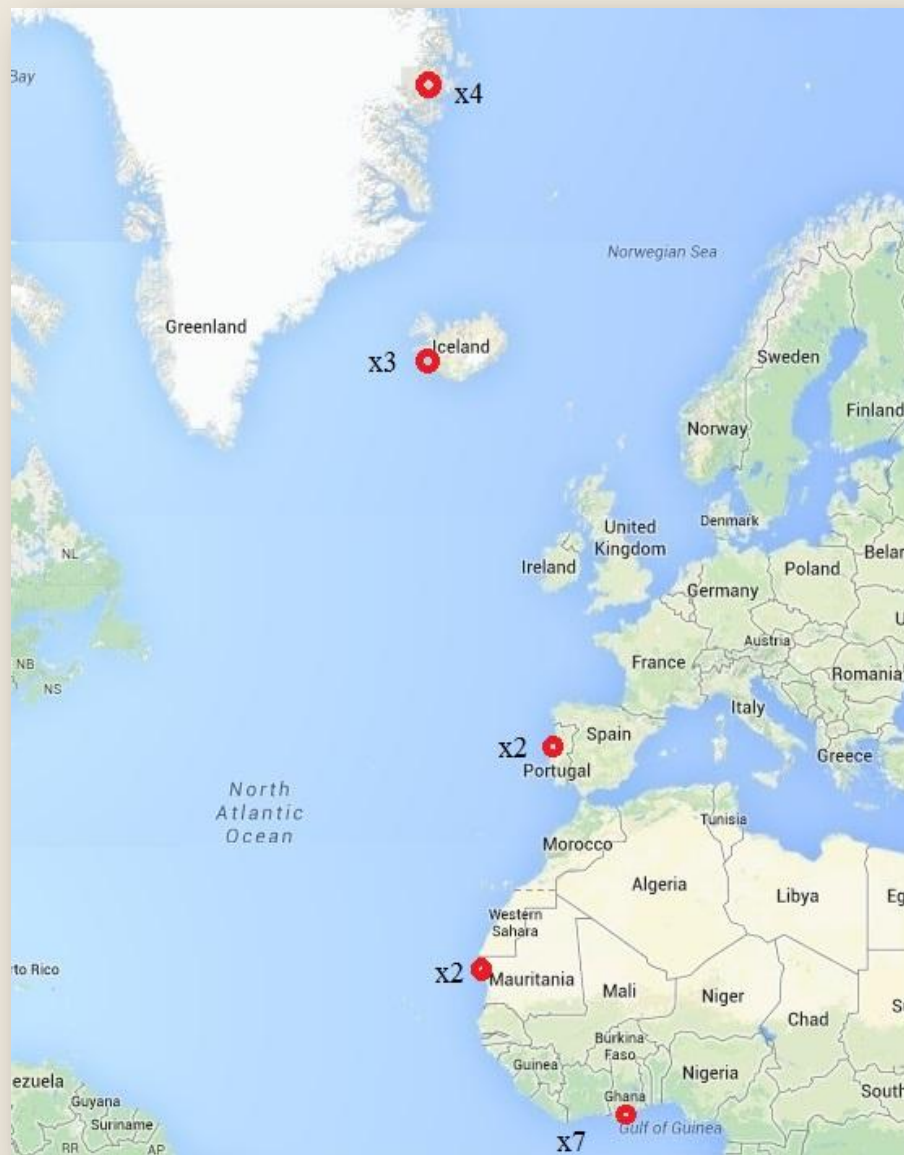 Bay
x4
Norwegian Sea
Greenland
Iceland
x3
Sweden
Finland
Norway
United
Kingdom
Denmark
Ireland
NL
Belar
Poland
Germany
U
Austria
NB
France
Romania
NS
Italy
Spain
x2
Greece
Portugal
North
Atlantic
Ocean
Tunisia
Morocco
Algeria
Libya
Eg
Western
Sahara
to Rico
x2
Mauritania
Mali
Niger
Chad
Su
Burkina
Faso
Guinea
Nigeria
ezuela
Ghana
South
Guyana
Suriname
Gulf of Guinea
x7
RR
AP